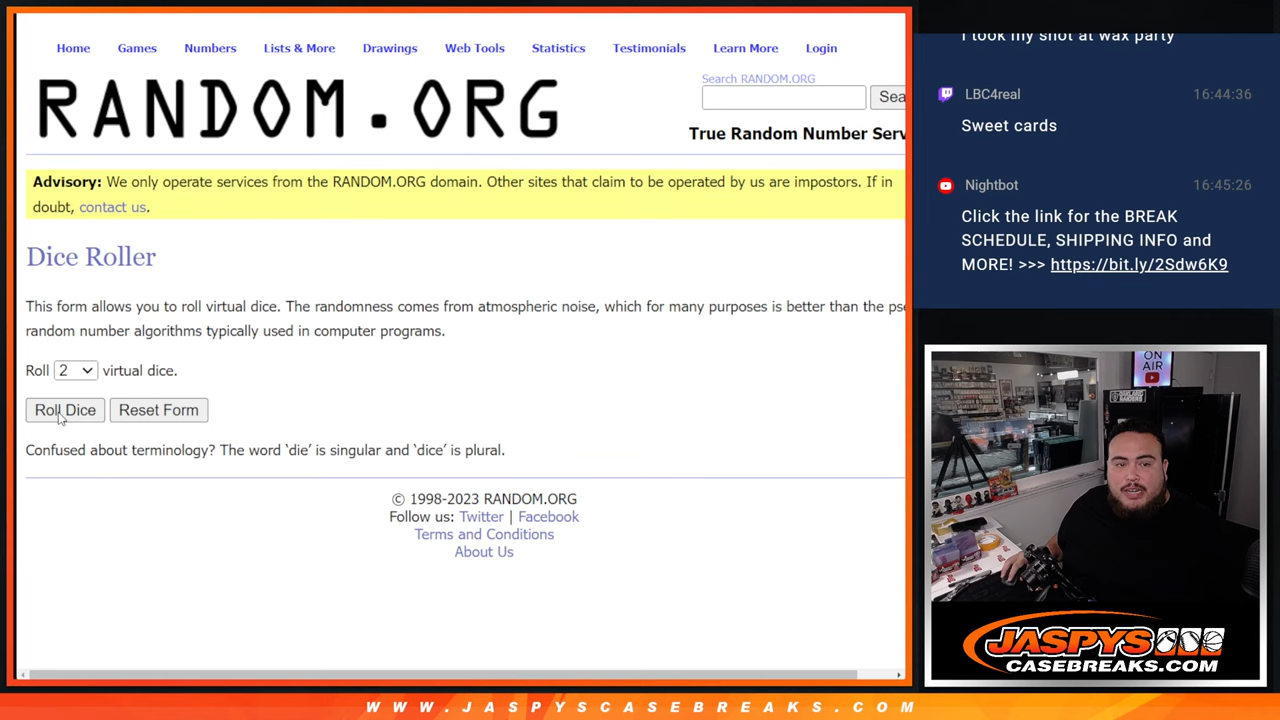 Home Games Numbers Lists & More Drawings Web Tools Statistics Testimonials Learn More Login
RANDOM.ORG
Search RANDOM.ORG
Sea
True Random Number Serv
Advisory: We only operate services from the RANDOM.ORG domain. Other sites that claim to be operated by us are impostors. If in
doubt, contact us.
Dice Roller
This form allows you to roll virtual dice. The randomness comes from atmospheric noise, which for many purposes is better than the pse
random number algorithms typically used in computer programs.
Roll 2 virtual dice.
Roll Dice Reset Form
Confused about terminology? The word ‘die’ is singular and ‘dice’ is plural.
© 1998-2023 RANDOM.ORG
Follow us: Twitter | Facebook
Terms and Conditions
About Us
I took my shot at wax party
LBC4real 16:44:36
Sweet cards
Nightbot 16:45:26
Click the link for the BREAK
SCHEDULE, SHIPPING INFO and
MORE! >>> https://bit.ly/2Sdw6K9
ON
AIR
JASPYS
CASEBREAKS.COM
WWW.JASPYSCASEBREAKS.COM